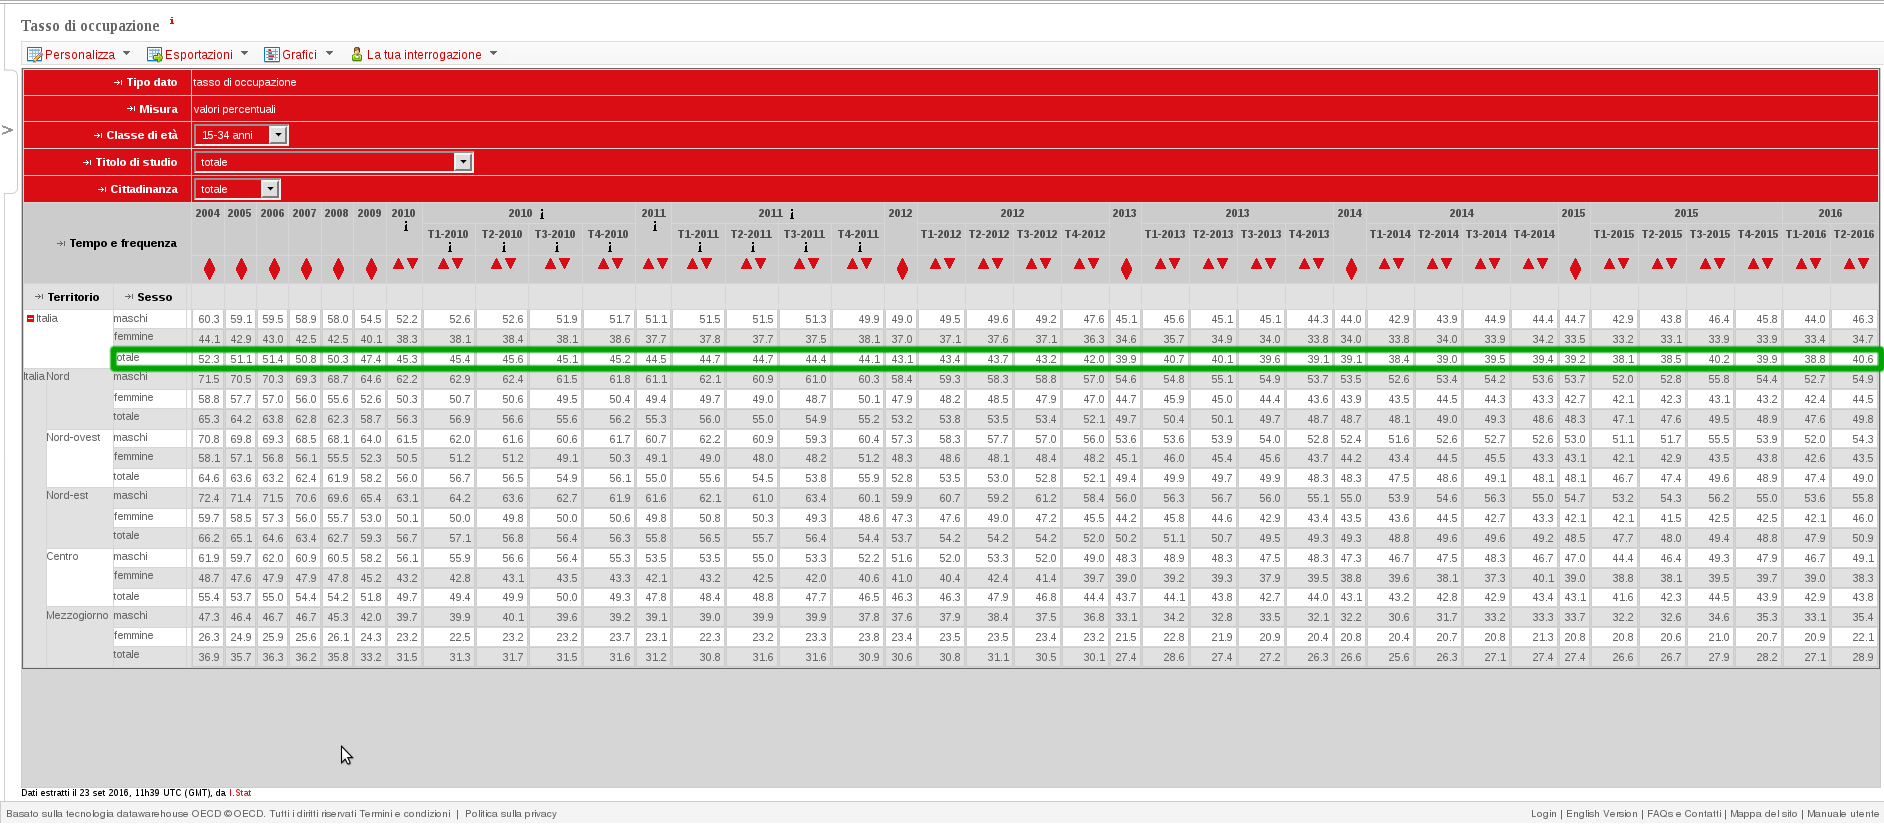 Tasso di occupazione i
Personalizza Esportazioni Grafici La tua interrogazione
Tipo dato tasso di occupazione
Misura valori percentuali
Classe di età 15-34 anni
Titolo di studio totale
Cittadinanza totale
Tempo e frequenza 2004 2005 2006 2007 2008 2009 2010 i 2010 i 2011 i 2011 i 2012 2012 2013 2013 2014 2014 2015 2015 2016
T1-2010 i T2-2010 i T3-2010 i T4-2010 i T1-2011 i T2-2011 i T3-2011 i T4-2011 i T1-2012 T2-2012 T3-2012 T4-2012 T1-2013 T2-2013 T3-2013 T4-2013 T1-2014 T2-2014 T3-2014 T4-2014 T1-2015 T2-2015 T3-2015 T4-2015 T1-2016 T2-2016
Territorio Sesso
Italia maschi 60.3 59.1 59.5 58.9 58.0 54.5 52.2 52.6 52.6 51.9 51.7 51.1 51.5 51.5 51.3 49.9 49.0 49.5 49.6 49.2 47.6 45.1 45.6 45.1 45.1 44.3 44.0 42.9 43.9 44.9 44.4 44.7 42.9 43.8 46.4 45.8 44.0 46.3
femmine 44.1 42.9 43.0 42.5 42.5 40.1 38.3 38.1 38.4 38.1 38.6 37.8 37.7 37.7 37.5 38.1 37.0 37.1 37.6 37.1 36.3 34.6 35.7 34.9 34.0 33.8 34.0 33.8 34.0 33.9 34.2 33.5 33.2 33.1 33.9 33.9 33.4 34.7
totale 52.3 51.1 51.4 50.8 50.3 47.4 45.3 45.4 45.6 45.1 45.2 44.5 44.7 44.7 44.4 44.1 43.1 43.4 43.7 43.2 42.0 39.9 40.7 40.1 39.6 39.1 39.1 38.4 39.0 39.5 39.4 39.2 38.1 38.5 40.2 39.9 38.8 40.6
Italia Nord maschi 71.5 70.5 70.3 69.3 68.7 64.6 62.2 62.9 62.4 61.5 61.8 61.1 62.1 60.9 61.0 60.3 58.4 59.3 58.3 58.8 57.0 54.6 54.8 55.1 54.9 53.7 53.5 52.6 53.4 54.2 53.6 53.7 52.0 52.8 55.8 54.4 52.7 54.9
femmine 58.8 57.7 57.0 56.0 55.6 52.6 50.3 50.7 50.6 49.5 50.4 49.4 49.7 49.0 48.7 50.1 47.9 48.2 48.5 47.9 47.0 44.7 45.9 45.0 44.4 43.6 43.9 43.5 44.5 44.3 43.3 42.7 42.1 42.3 43.1 43.2 42.4 44.5
totale 65.3 64.2 63.8 62.8 62.3 58.7 56.3 56.9 56.6 55.6 56.2 55.3 56.0 55.0 54.9 55.2 53.2 53.8 53.5 53.4 52.1 49.7 50.4 50.1 49.7 48.7 48.7 48.1 49.0 49.3 48.6 48.3 47.1 47.6 49.5 48.9 47.6 49.8
Nord-ovest maschi 70.8 69.8 69.3 68.5 68.1 64.0 61.5 62.0 61.6 60.6 61.7 60.7 62.2 60.9 59.3 60.4 57.3 58.3 57.7 57.0 56.0 53.6 53.6 53.9 54.0 52.8 52.4 51.6 52.6 52.7 52.6 53.0 51.1 51.7 55.5 53.9 52.0 54.3
femmine 58.1 57.1 56.8 56.1 55.5 52.3 50.5 51.2 51.2 49.1 50.3 49.1 49.0 48.0 48.2 51.2 48.3 48.6 48.1 48.4 48.2 45.1 46.0 45.4 45.6 43.7 44.2 43.4 44.5 45.5 43.3 43.1 42.1 42.9 43.5 43.8 42.6 43.5
totale 64.6 63.6 63.2 62.4 61.9 58.2 56.0 56.7 56.5 54.9 56.1 55.0 55.6 54.5 53.8 55.9 52.8 53.5 53.0 52.8 52.1 49.4 49.9 49.7 49.9 48.3 48.3 47.5 48.6 49.1 48.1 48.1 46.7 47.4 49.6 48.9 47.4 49.0
Nord-est maschi 72.4 71.4 71.5 70.6 69.6 65.4 63.1 64.2 63.6 62.7 61.9 61.6 62.1 61.0 63.4 60.1 59.9 60.7 59.2 61.2 58.4 56.0 56.3 56.7 56.0 55.1 55.0 53.9 54.6 56.3 55.0 54.7 53.2 54.3 56.2 55.0 53.6 55.8
femmine 59.7 58.5 57.3 56.0 55.7 53.0 50.1 50.0 49.8 50.0 50.6 49.8 50.8 50.3 49.3 48.6 47.3 47.6 49.0 47.2 45.5 44.2 45.8 44.6 42.9 43.4 43.5 43.6 44.5 42.7 43.3 42.1 42.1 41.5 42.5 42.5 42.1 46.0
totale 66.2 65.1 64.6 63.4 62.7 59.3 56.7 57.1 56.8 56.4 56.3 55.8 56.5 55.7 56.4 54.4 53.7 54.2 54.2 54.2 52.0 50.2 51.1 50.7 49.5 49.3 49.3 48.8 49.6 49.6 49.2 48.5 47.7 48.0 49.4 48.8 47.9 50.9
Centro maschi 61.9 59.7 62.0 60.9 60.5 58.2 56.1 55.9 56.6 56.4 55.3 53.5 53.5 55.0 53.3 52.2 51.6 52.0 53.3 52.0 49.0 48.3 48.9 48.3 47.5 48.3 47.3 46.7 47.5 48.3 46.7 47.0 44.4 46.4 49.3 47.9 46.7 49.1
femmine 48.7 47.6 47.9 47.9 47.8 45.2 43.2 42.8 43.1 43.5 43.3 42.1 43.2 42.5 42.0 40.6 41.0 40.4 42.4 41.4 39.7 39.0 39.2 39.3 37.9 39.5 38.8 39.6 38.1 37.3 40.1 39.0 38.8 38.1 39.5 39.7 39.0 38.3
totale 55.4 53.7 55.0 54.4 54.2 51.8 49.7 49.4 49.9 50.0 49.3 47.8 48.4 48.8 47.7 46.5 46.3 46.3 47.9 46.8 44.4 43.7 44.1 43.8 42.7 44.0 43.1 43.2 42.8 42.9 43.4 43.1 41.6 42.3 44.5 43.9 42.9 43.8
Mezzogiorno maschi 47.3 46.4 46.7 46.7 45.3 42.0 39.7 39.9 40.1 39.6 39.2 39.1 39.0 39.9 39.9 37.8 37.6 37.9 38.4 37.5 36.8 33.1 34.2 32.8 33.5 32.1 32.2 30.6 31.7 33.2 33.3 33.7 32.2 32.6 34.6 35.3 33.1 35.4
femmine 26.3 24.9 25.9 25.6 26.1 24.3 23.2 22.5 23.2 23.2 23.7 23.1 22.3 23.2 23.3 23.8 23.4 23.5 23.5 23.4 23.2 21.5 22.8 21.9 20.9 20.4 20.8 20.4 20.7 20.8 21.3 20.8 20.8 20.6 21.0 20.7 20.9 22.1
totale 36.9 35.7 36.3 36.2 35.8 33.2 31.5 31.3 31.7 31.5 31.6 31.2 30.8 31.6 31.6 30.9 30.6 30.8 31.1 30.5 30.1 27.4 28.6 27.4 27.2 26.3 26.6 25.6 26.3 27.1 27.4 27.4 26.6 26.7 27.9 28.2 27.1 28.9
Dati estratti il 23 set 2016, 11h39 UTC (GMT), da I.Stat
Basato sulla tecnologia datawarehouse OECD © OECD. Tutti i diritti riservati Termini e condizioni | Politica sulla privacy Login | English Version | FAQs e Contatti | Mappa del sito | Manuale utente